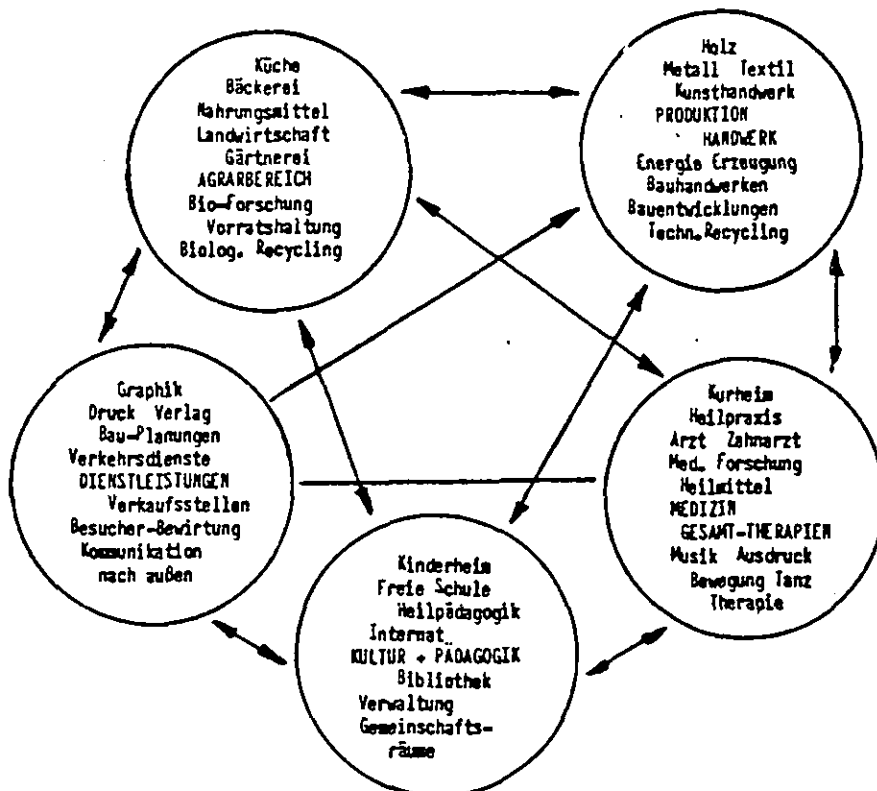 Küche
Bäckerei
Nahrungsmittel
Landwirtschaft
Gärtnerei
AGRARBEREICH
Bio-Forschung
Vorratshaltung
Biolog. Recycling
Holz
Metall Textil
Kunsthandwerk
PRODUKTION
HANDWERK
Energie Erzeugung
Bauhandwerken
Bauentwicklungen
Techn.Recycling
Graphik
Druck Verlag
Bau-Planungen
Verkehrsdienste
DIENSTLEISTUNGEN
Verkaufsstellen
Besucher-Bewirtung
Kommunikation
nach außen
Kurheim
Heilpraxis
Arzt Zahnarzt
Med. Forschung
Heilmittel
MEDIZIN
GESAMT-THERAPIEN
Musik Ausdruck
Bewegung Tanz
Therapie
Kinderheim
Freie Schule
Heilpädagogik
Internat
KULTUR + PÄDAGOGIK
Bibliothek
Verwaltung
Gemeinschafts-
räume